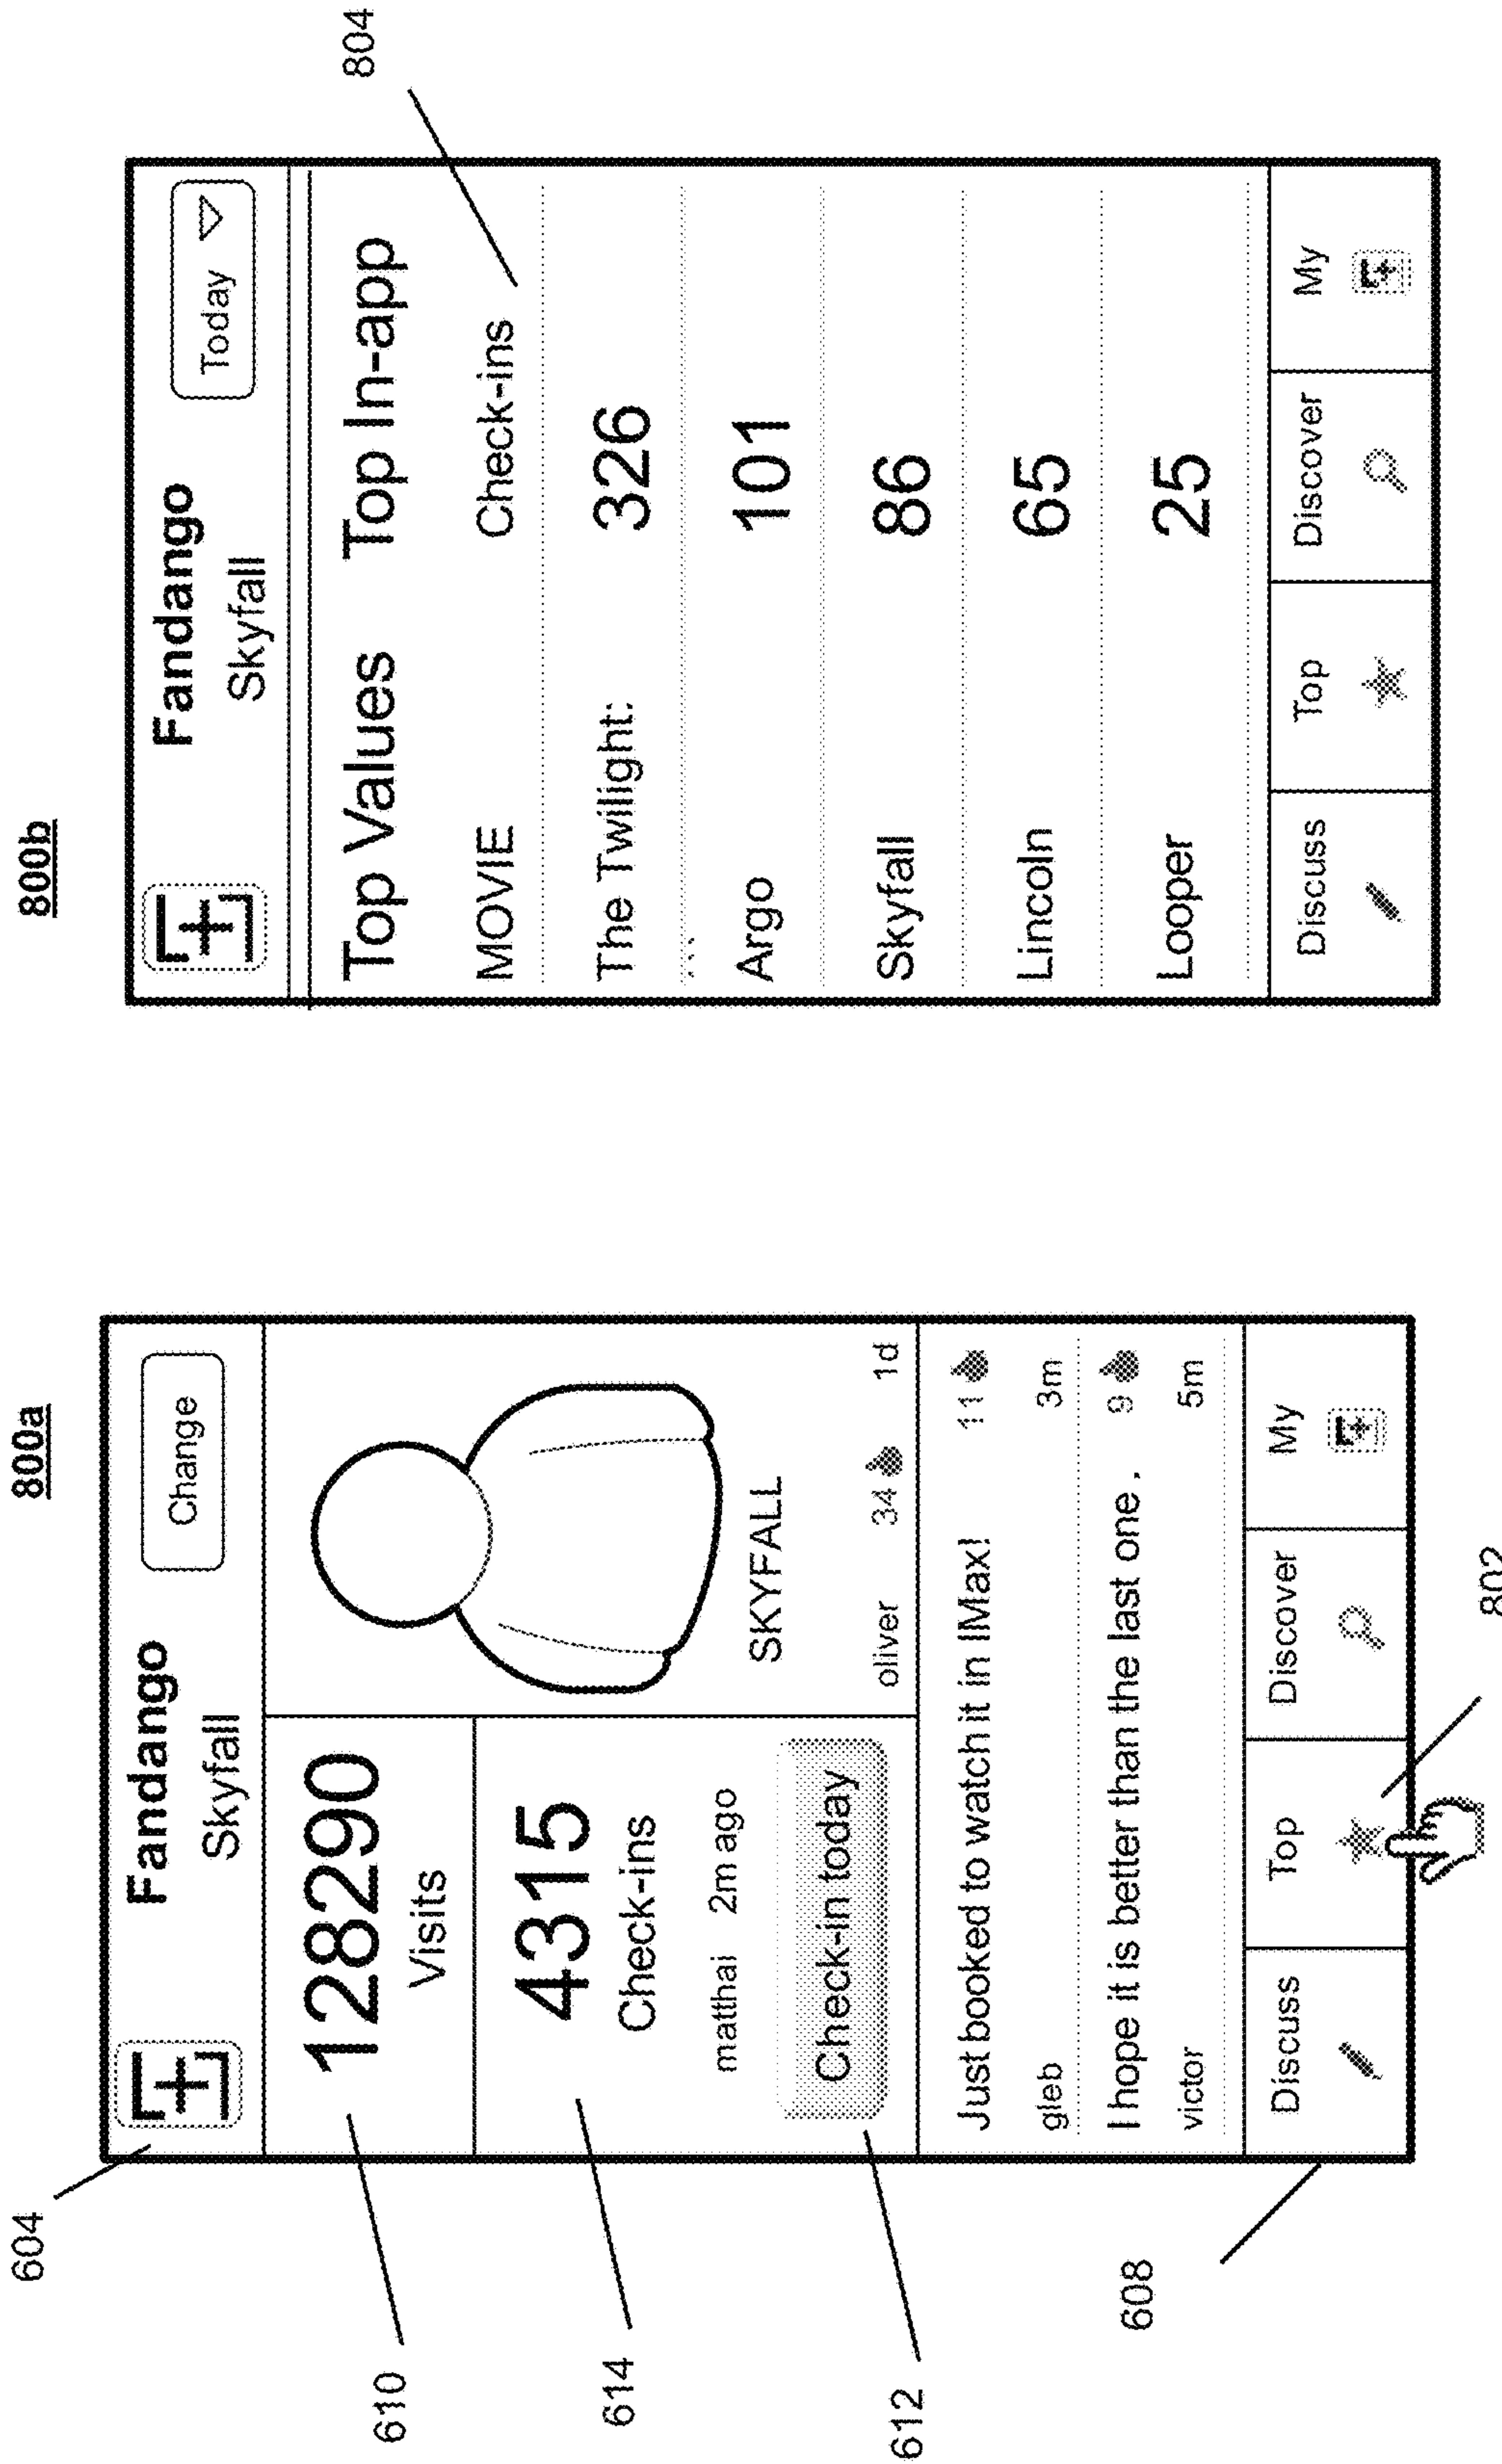 800a
604
Fandango
Skyfall
Change
610
128290
Visits
614
4315
Check-ins
matthai 2m ago
612
Check-in today
SKYFALL
oliver 34 1d
Just booked to watch it in IMax! 11
gleb 3m
I hope it is better than the last one. 9
victor 5m
608
Discuss
Top
Discover
My
802
800b
Fandango
Skyfall
Today
804
Top Values Top In-app
MOVIE Check-ins
The Twilight: 326
...
Argo 101
Skyfall 86
Lincoln 65
Looper 25
Discuss
Top
Discover
My